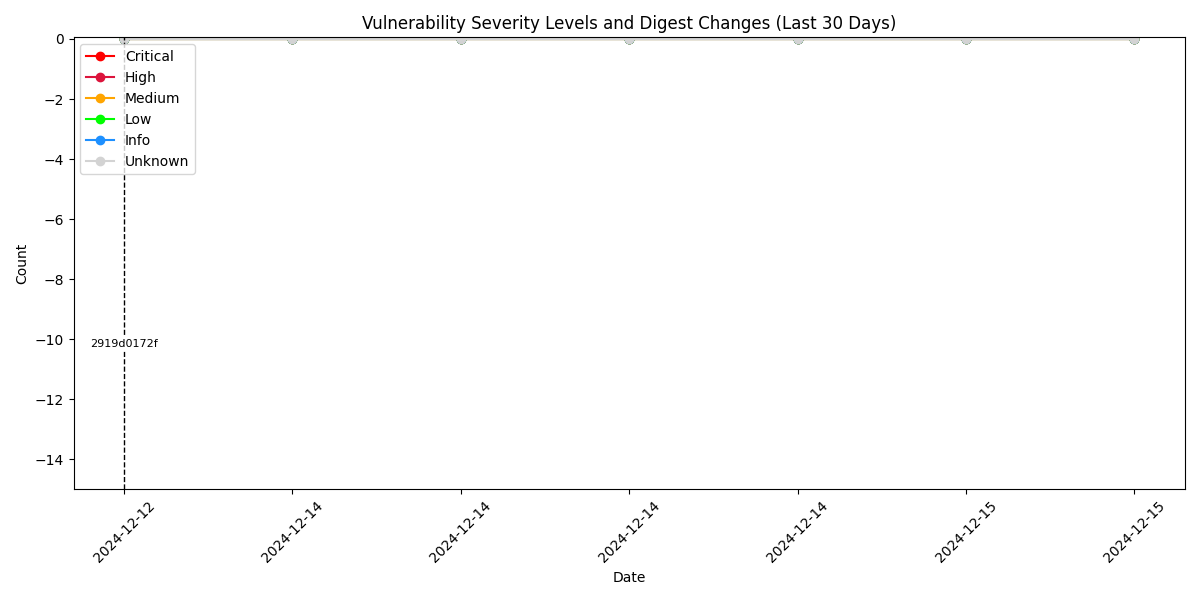 Vulnerability Severity Levels and Digest Changes (Last 30 Days)
Critical
High
Medium
Low
Info
Unknown
0
−2
−4
−6
−8
−10
−12
−14
Count
2919d0172f
2024-12-12
2024-12-14
2024-12-14
2024-12-14
2024-12-14
2024-12-15
2024-12-15
Date